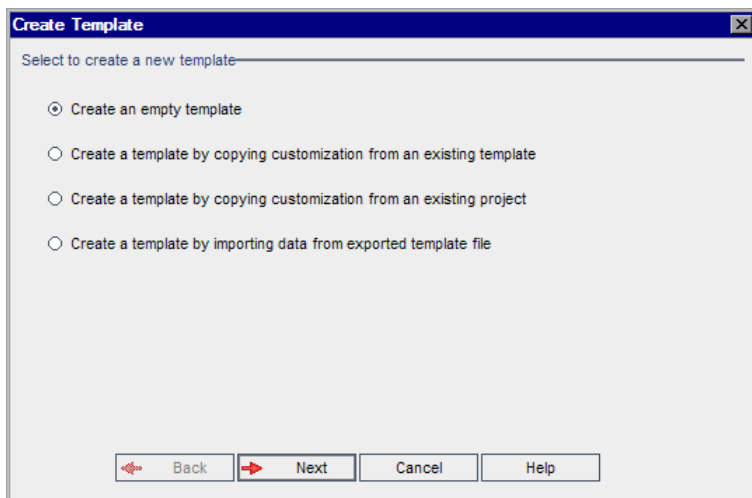 Create Template
Select to create a new template
Create an empty template
Create a template by copying customization from an existing template
Create a template by copying customization from an existing project
Create a template by importing data from exported template file
Back Next Cancel Help